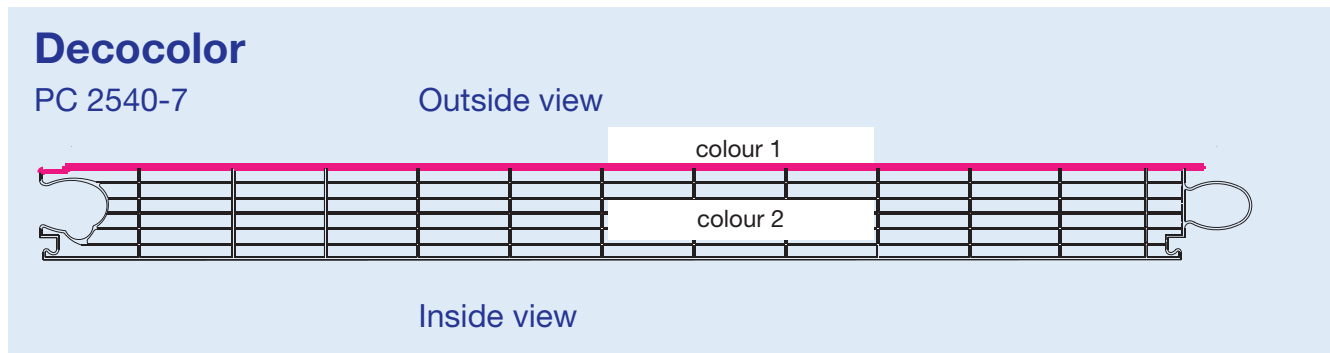 Decocolor
PC 2540-7
Outside view
colour 1
colour 2
Inside view